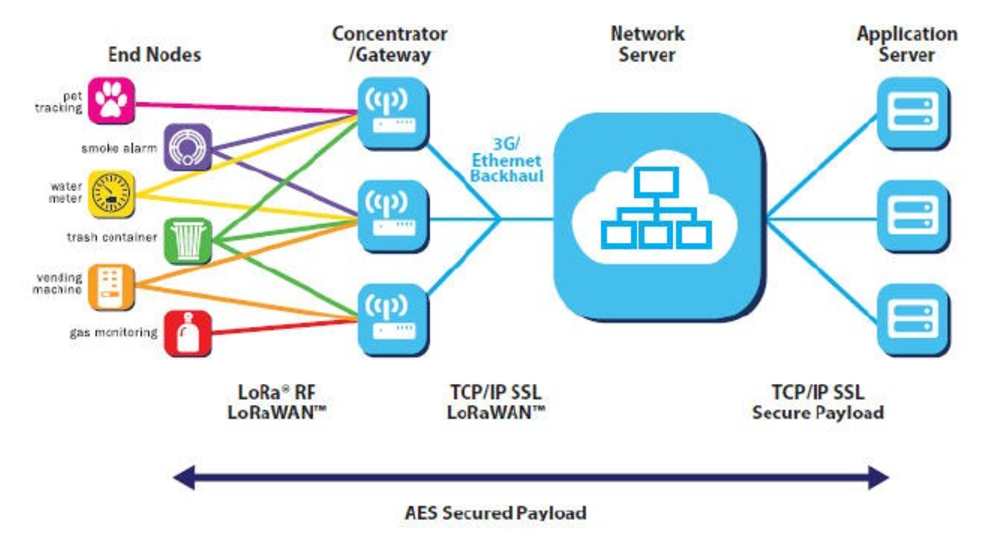 End Nodes
Concentrator
/Gateway
Network
Server
Application
Server
pet
tracking
smoke alarm
water
meter
trash container
vending
machine
gas monitoring
3G/
Ethernet
Backhaul
LoRa® RF
LoRaWAN™
TCP/IP SSL
LoRaWAN™
TCP/IP SSL
Secure Payload
AES Secured Payload